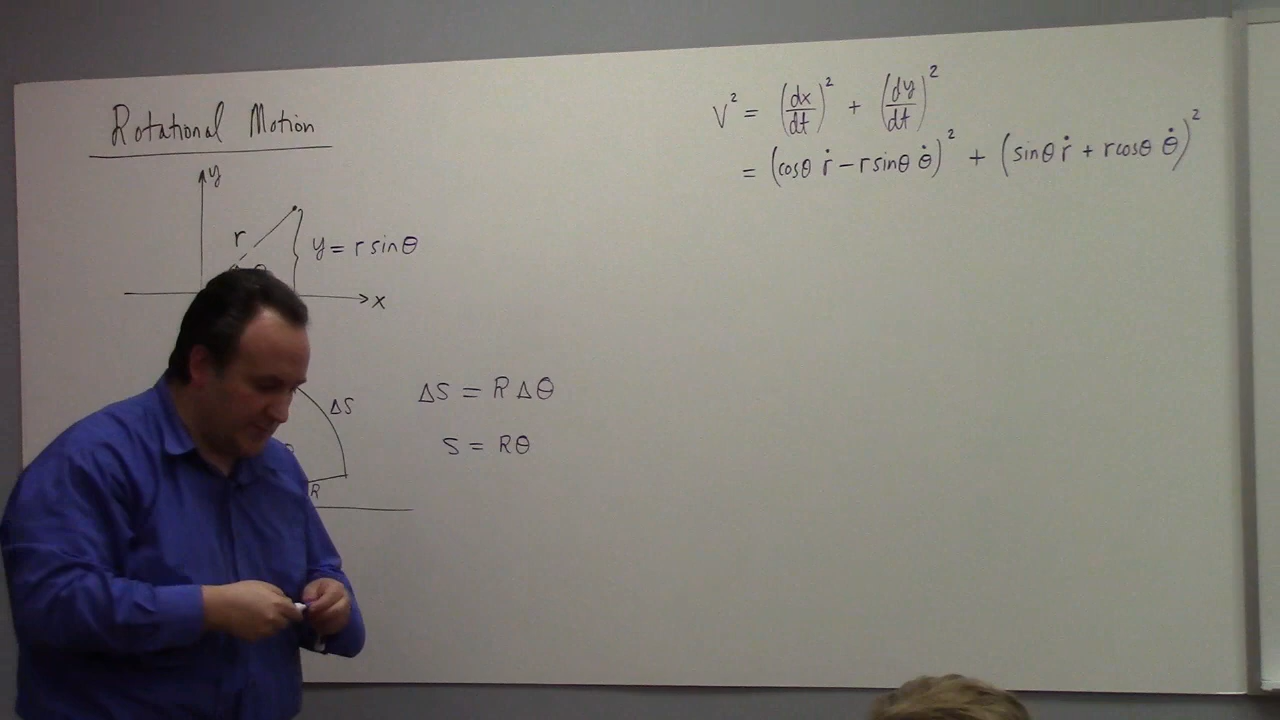 Rotational Motion
y
r
y = r sinθ
x
ΔS
R
ΔS = R Δθ
S = Rθ
V² = (dx/dt)² + (dy/dt)²
= (cosθ ṙ − r sinθ θ̇)² + (sinθ ṙ + r cosθ θ̇)²